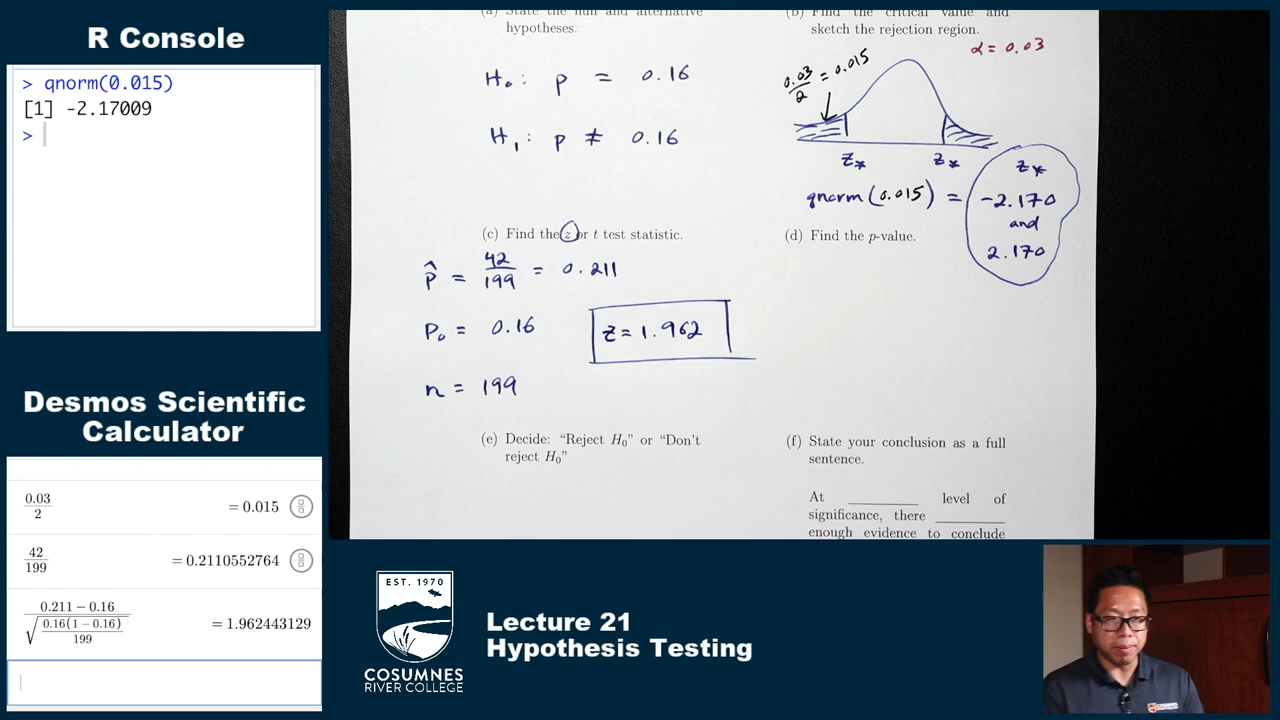 R Console
> qnorm(0.015)
[1] -2.17009
>
Desmos Scientific
Calculator
0.03
2
= 0.015
42
199
= 0.2110552764
0.211 − 0.16
√ 0.16(1 − 0.16)
199
= 1.962443129
(a) State the null and alternative
hypotheses.
H₀: p = 0.16
H₁: p ≠ 0.16
(b) Find the critical value and
sketch the rejection region.
α = 0.03
0.03
2
= 0.015
z* z*
qnorm(0.015) =
z*
-2.170
and
2.170
(c) Find the z or t test statistic.
p̂ = 42
199
= 0.211
P₀ = 0.16
z = 1.962
n = 199
(d) Find the p-value.
(e) Decide: “Reject H₀” or “Don’t
reject H₀”
(f) State your conclusion as a full
sentence.
At ________ level of
significance, there ________
enough evidence to conclude
EST. 1970
COSUMNES
RIVER COLLEGE
Lecture 21
Hypothesis Testing